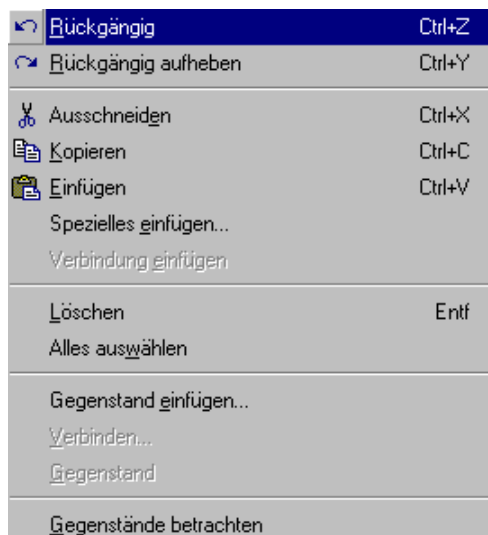 Rückgängig Ctrl+Z
Rückgängig aufheben Ctrl+Y
Ausschneiden Ctrl+X
Kopieren Ctrl+C
Einfügen Ctrl+V
Spezielles einfügen...
Verbindung einfügen
Löschen Entf
Alles auswählen
Gegenstand einfügen...
Verbinden...
Gegenstand
Gegenstände betrachten